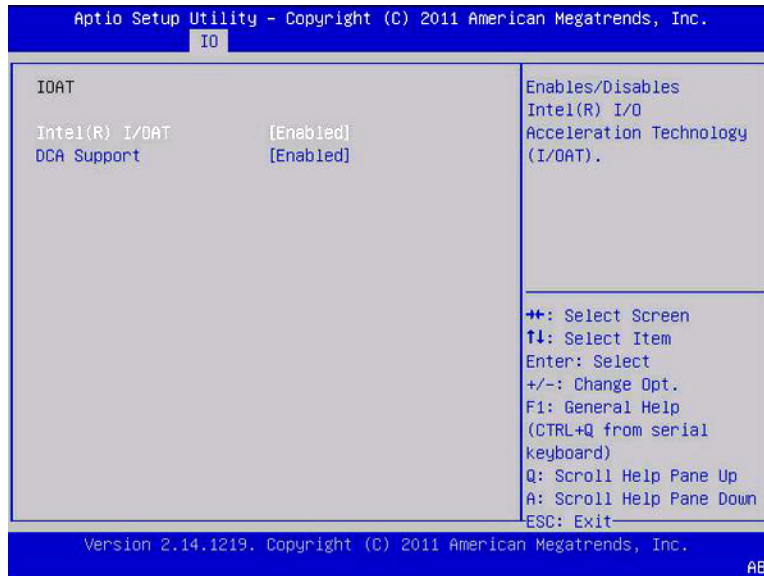 Aptio Setup Utility – Copyright (C) 2011 American Megatrends, Inc.
IO
IOAT
Intel(R) I/OAT [Enabled]
DCA Support [Enabled]
Enables/Disables
Intel(R) I/O
Acceleration Technology
(I/OAT).
→←: Select Screen
↑↓: Select Item
Enter: Select
+/-: Change Opt.
F1: General Help
(CTRL+Q from serial
keyboard)
Q: Scroll Help Pane Up
A: Scroll Help Pane Down
ESC: Exit
Version 2.14.1219. Copyright (C) 2011 American Megatrends, Inc.
AB